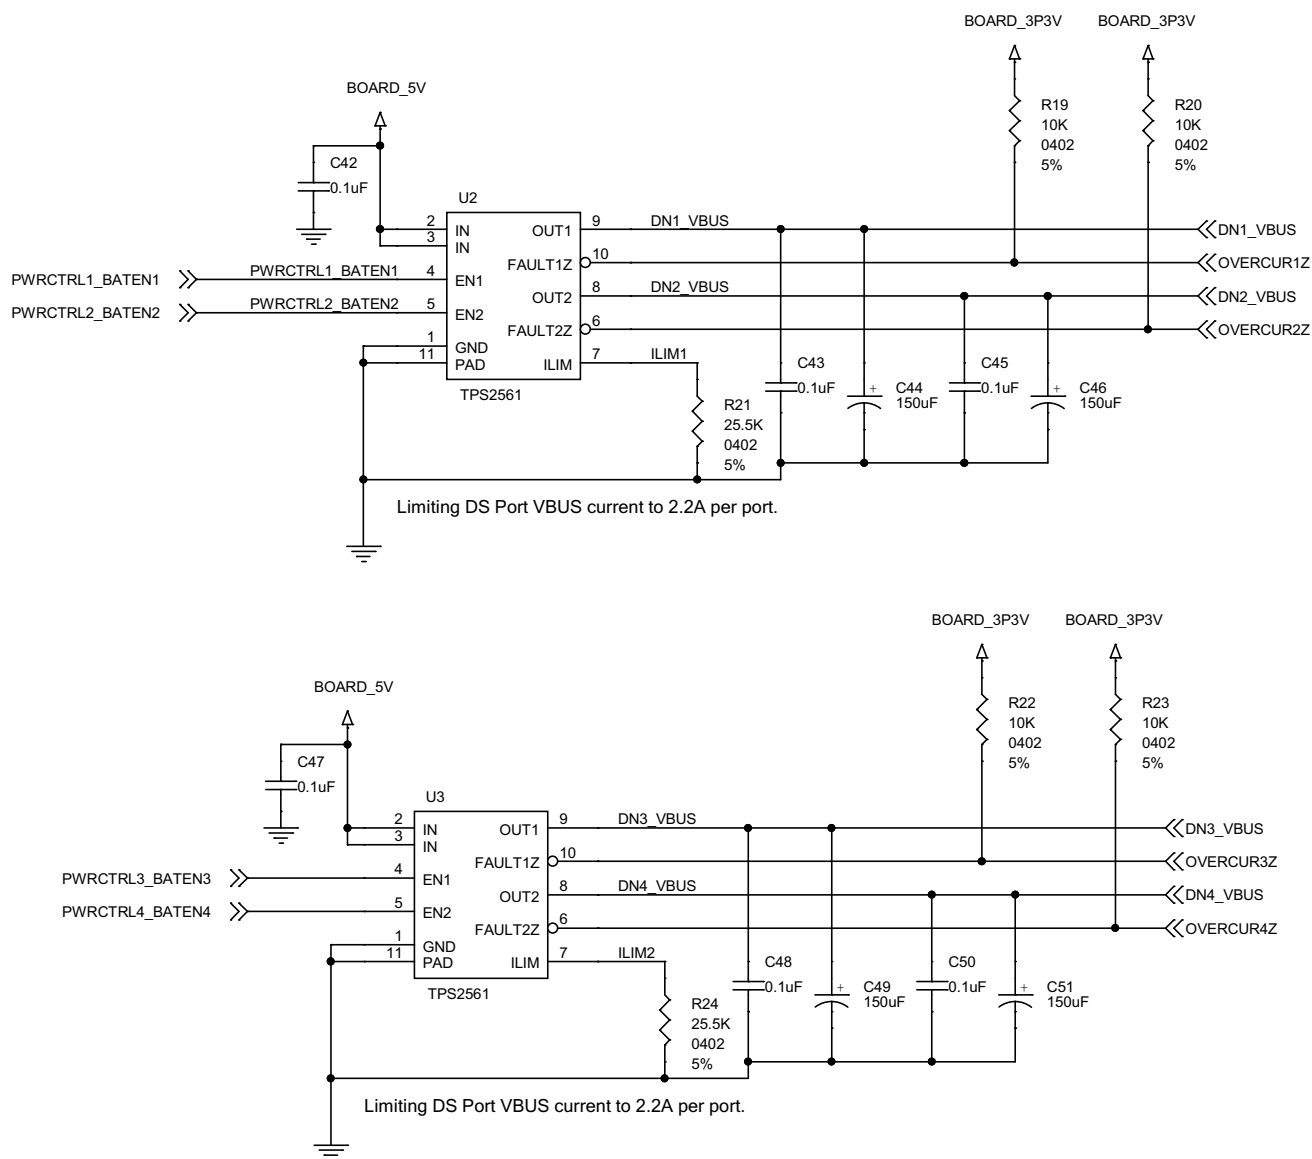 BOARD_3P3V BOARD_3P3V
BOARD_5V
R19
10K
0402
5%
R20
10K
0402
5%
C42
0.1uF
U2
2 IN
3 IN
PWRCTRL1_BATEN1 PWRCTRL1_BATEN1 4 EN1
PWRCTRL2_BATEN2 PWRCTRL2_BATEN2 5 EN2
1 GND
11 PAD
OUT1 9 DN1_VBUS DN1_VBUS
FAULT1Z 10 OVERCUR1Z
OUT2 8 DN2_VBUS DN2_VBUS
FAULT2Z 6 OVERCUR2Z
ILIM 7 ILIM1
TPS2561
R21
25.5K
0402
5%
C43
0.1uF
+
C44
150uF
C45
0.1uF
+
C46
150uF
Limiting DS Port VBUS current to 2.2A per port.
BOARD_3P3V BOARD_3P3V
BOARD_5V
R22
10K
0402
5%
R23
10K
0402
5%
C47
0.1uF
U3
2 IN
3 IN
PWRCTRL3_BATEN3 4 EN1
PWRCTRL4_BATEN4 5 EN2
1 GND
11 PAD
OUT1 9 DN3_VBUS DN3_VBUS
FAULT1Z 10 OVERCUR3Z
OUT2 8 DN4_VBUS DN4_VBUS
FAULT2Z 6 OVERCUR4Z
ILIM 7 ILIM2
TPS2561
R24
25.5K
0402
5%
C48
0.1uF
+
C49
150uF
C50
0.1uF
+
C51
150uF
Limiting DS Port VBUS current to 2.2A per port.